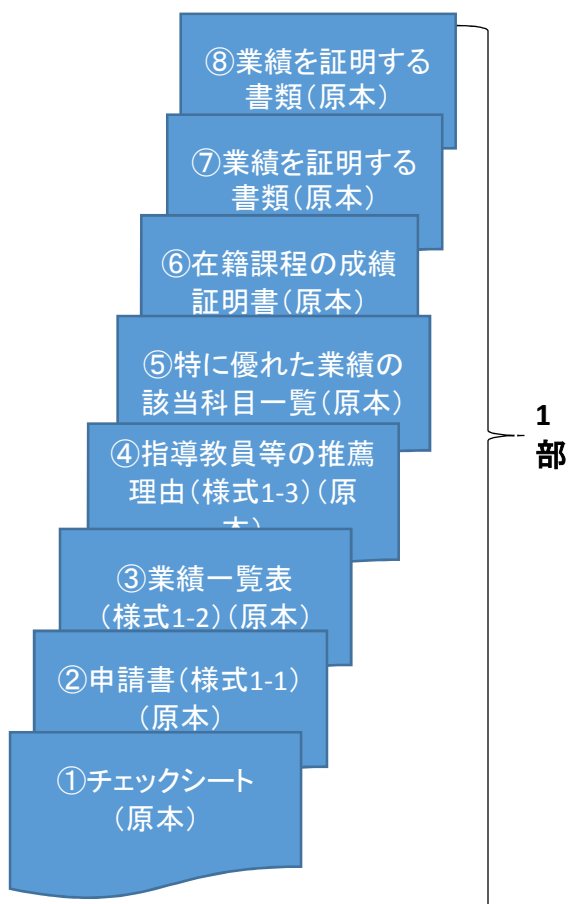 ⑧業績を証明する
書類(原本)
⑦業績を証明する
書類(原本)
⑥在籍課程の成績
証明書(原本)
⑤特に優れた業績の
該当科目一覧(原本)
④指導教員等の推薦
理由(様式1-3)(原
本)
③業績一覧表
(様式1-2)(原本)
②申請書(様式1-1)
(原本)
①チェックシート
(原本)
1
部